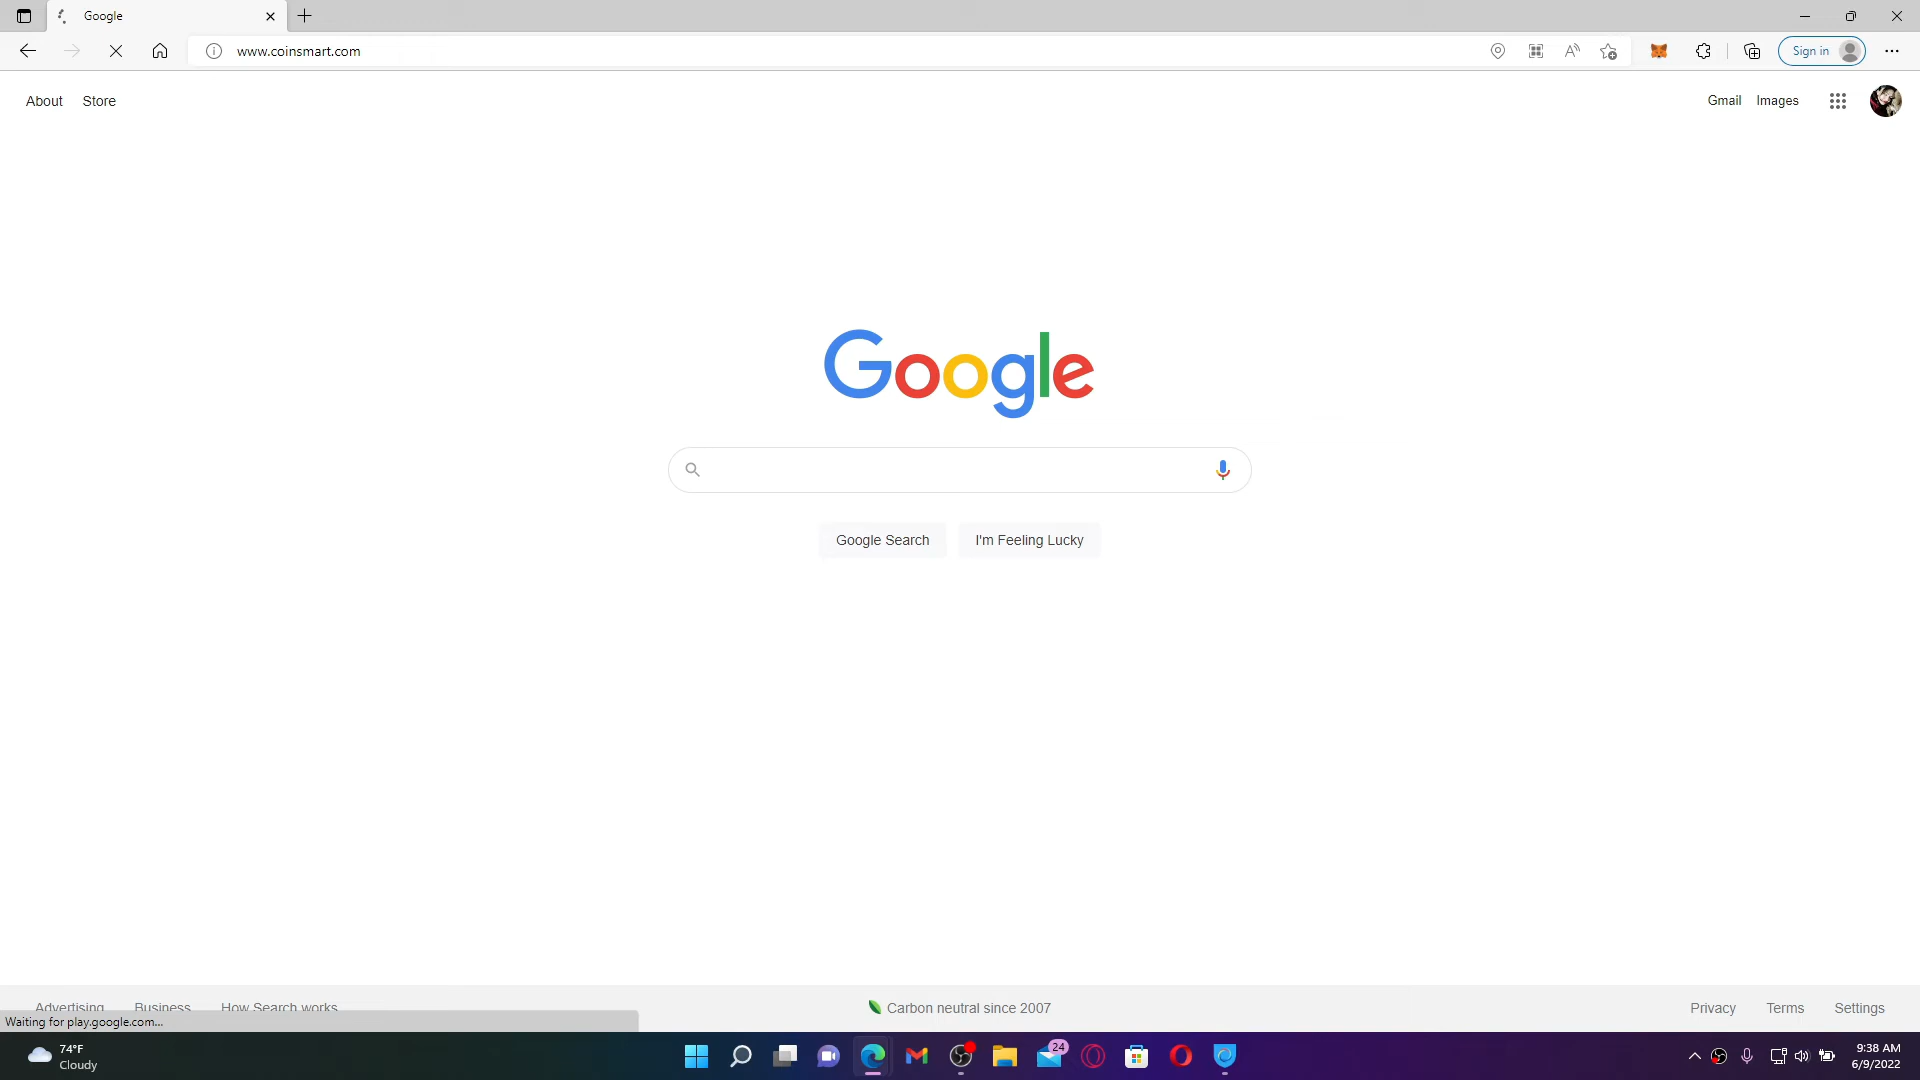 Google
www.coinsmart.com
Sign in
About Store
Gmail Images
Google
Google Search I'm Feeling Lucky
Advertising Business How Search works
Carbon neutral since 2007
Privacy Terms Settings
Waiting for play.google.com...
74°F
Cloudy
24
9:38 AM
6/9/2022